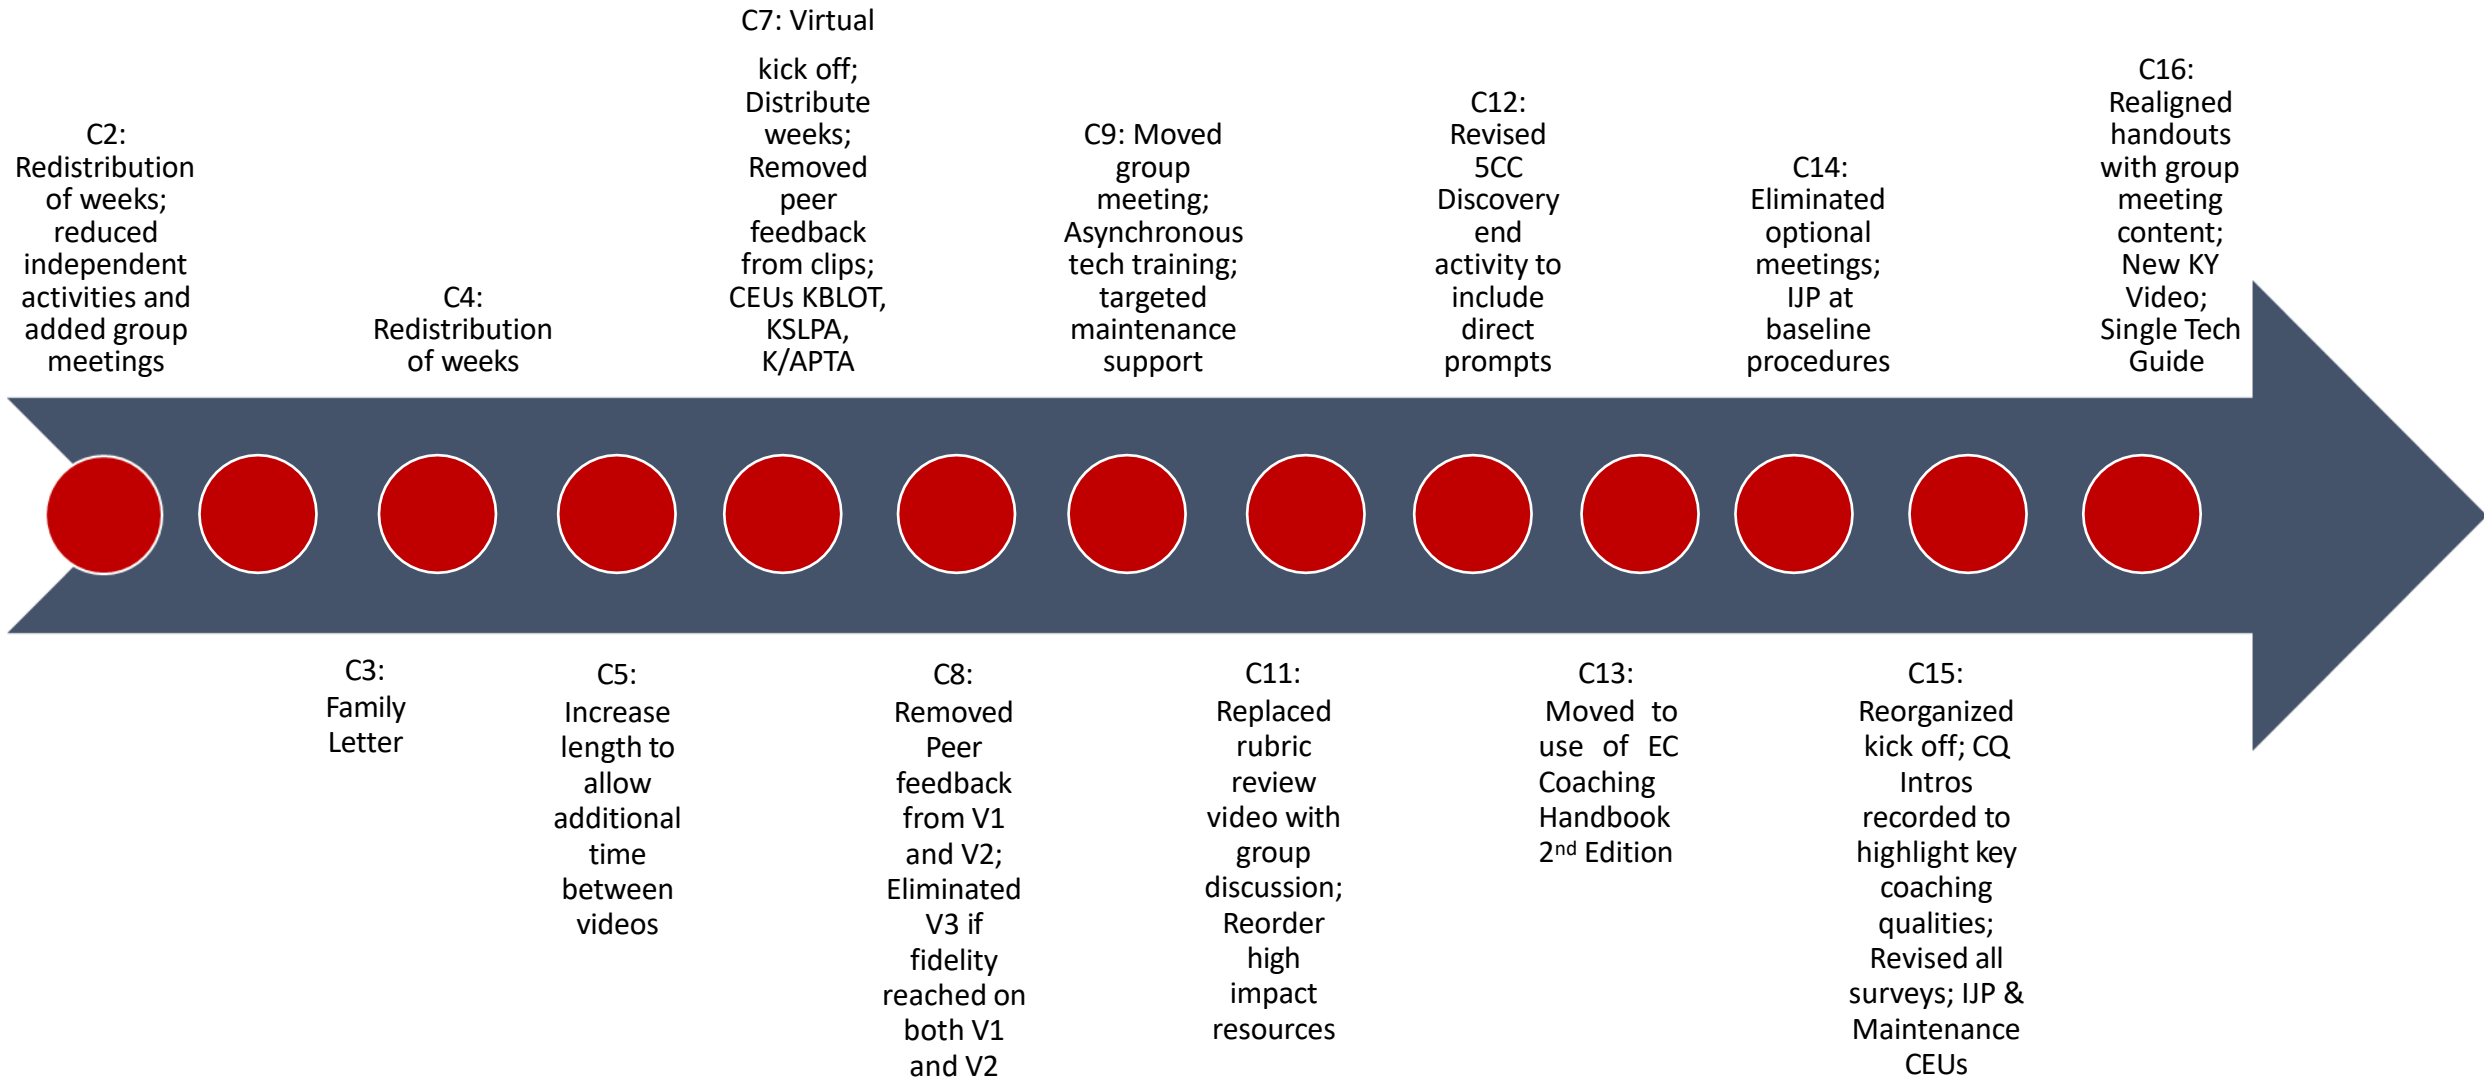 C2:
Redistribution
of weeks;
reduced
independent
activities and
added group
meetings
C3:
Family
Letter
C4:
Redistribution
of weeks
C5:
Increase
length to
allow
additional
time
between
videos
C7: Virtual
kick off;
Distribute
weeks;
Removed
peer
feedback
from clips;
CEUs KBLOT,
KSLPA,
K/APTA
C8:
Removed
Peer
feedback
from V1
and V2;
Eliminated
V3 if
fidelity
reached on
both V1
and V2
C9: Moved
group
meeting;
Asynchronous
tech training;
targeted
maintenance
support
C11:
Replaced
rubric
review
video with
group
discussion;
Reorder
high
impact
resources
C12:
Revised
5CC
Discovery
end
activity to
include
direct
prompts
C13:
Moved to
use of EC
Coaching
Handbook
2nd Edition
C14:
Eliminated
optional
meetings;
IJP at
baseline
procedures
C15:
Reorganized
kick off; CQ
Intros
recorded to
highlight key
coaching
qualities;
Revised all
surveys; IJP &
Maintenance
CEUs
C16:
Realigned
handouts
with group
meeting
content;
New KY
Video;
Single Tech
Guide